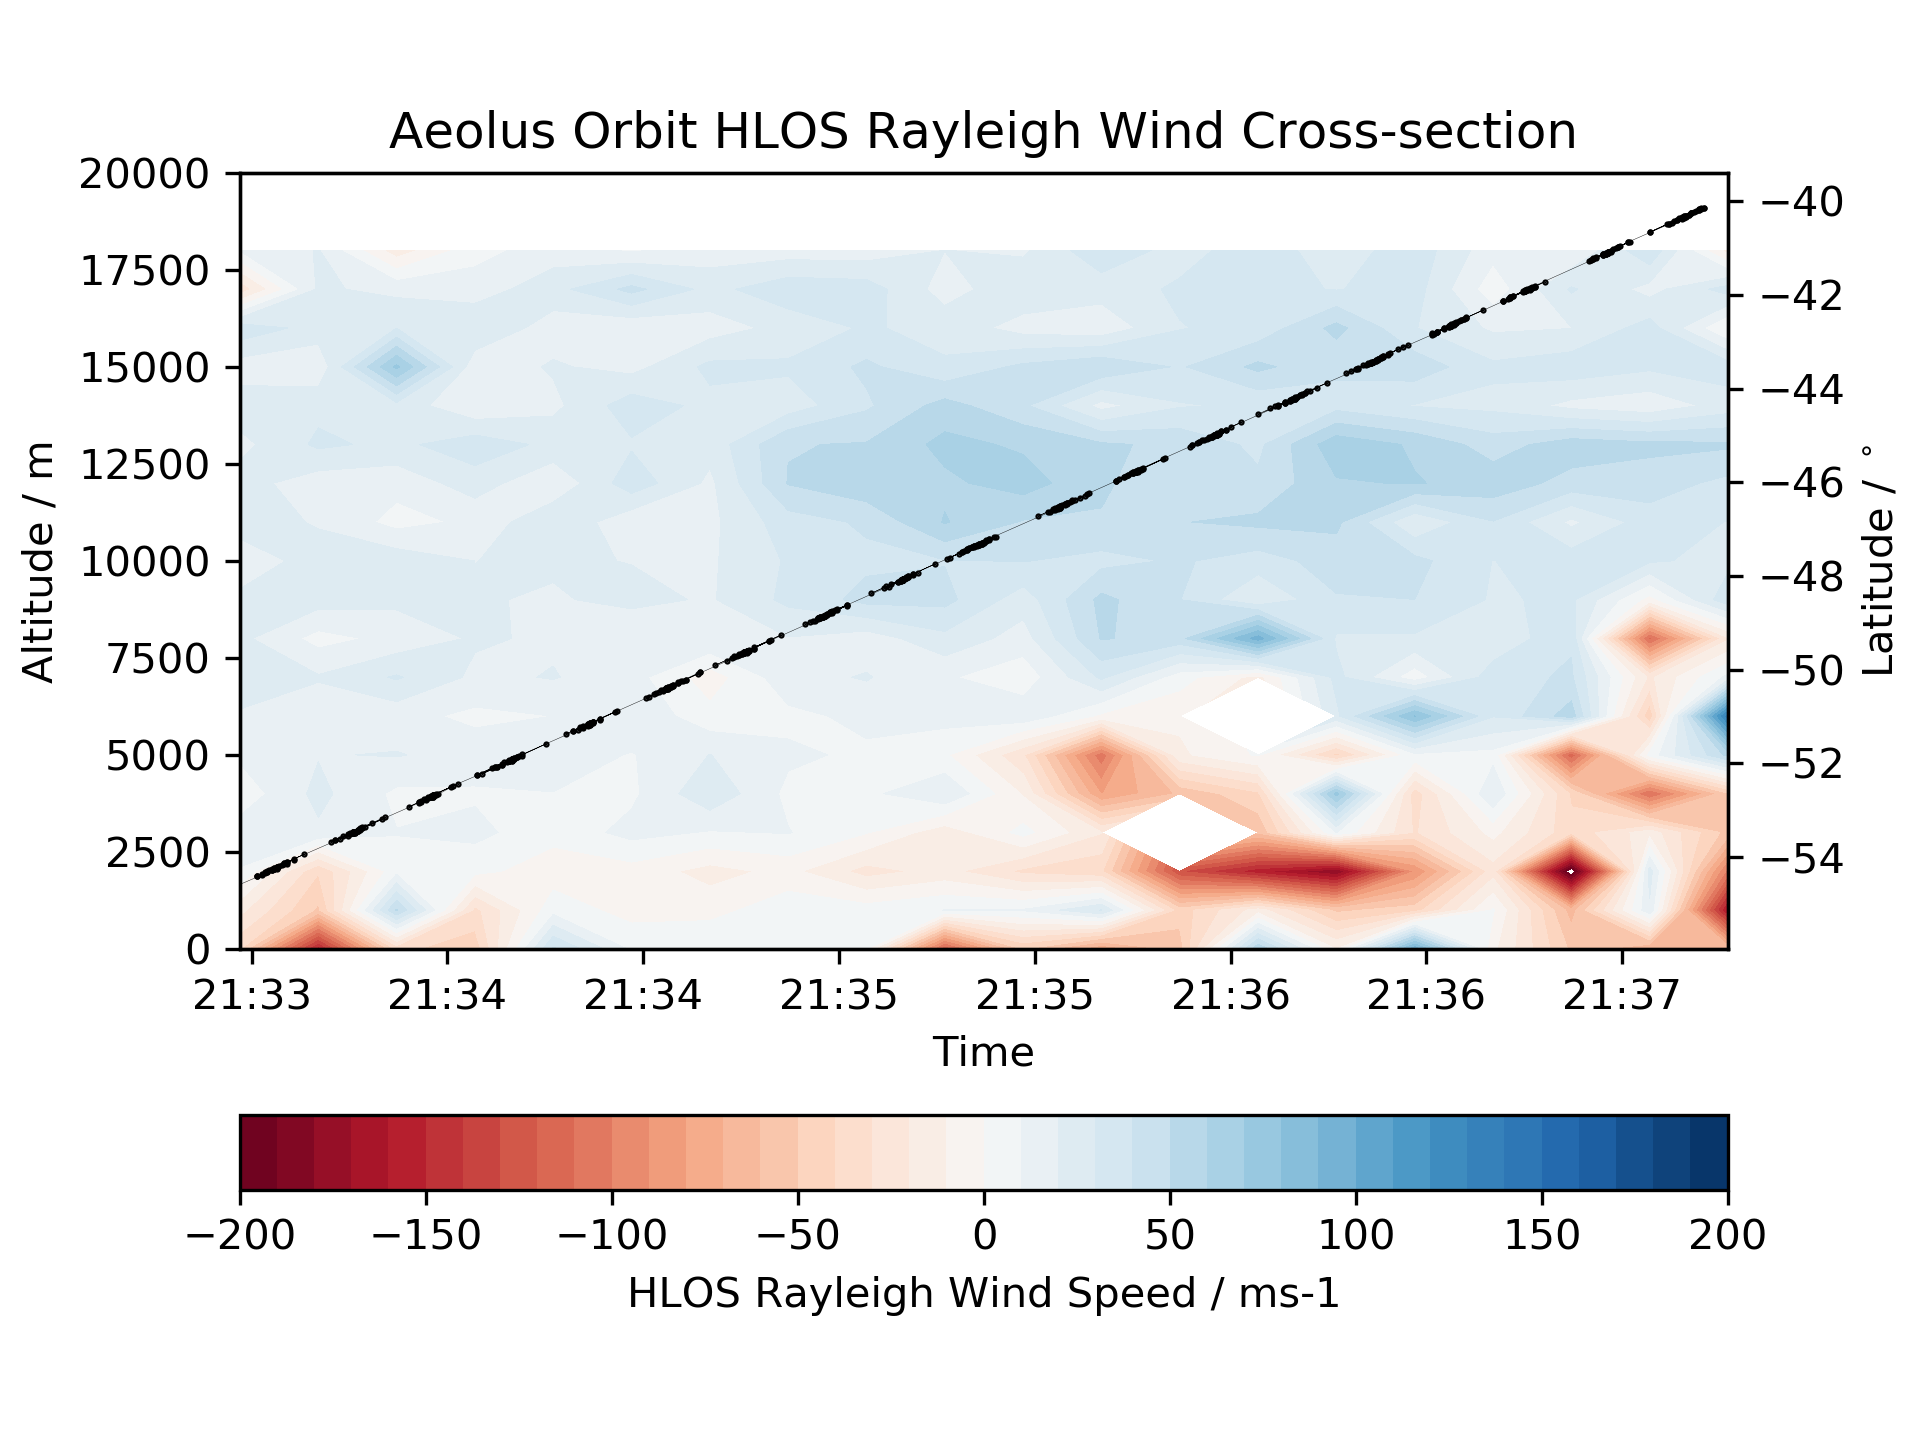 Aeolus Orbit HLOS Rayleigh Wind Cross-section
20000
17500
15000
12500
10000
7500
5000
2500
0
Altitude / m
−40
−42
−44
−46
−48
−50
−52
−54
Latitude / °
21:33 21:34 21:34 21:35 21:35 21:36 21:36 21:37
Time
−200 −150 −100 −50 0 50 100 150 200
HLOS Rayleigh Wind Speed / ms-1